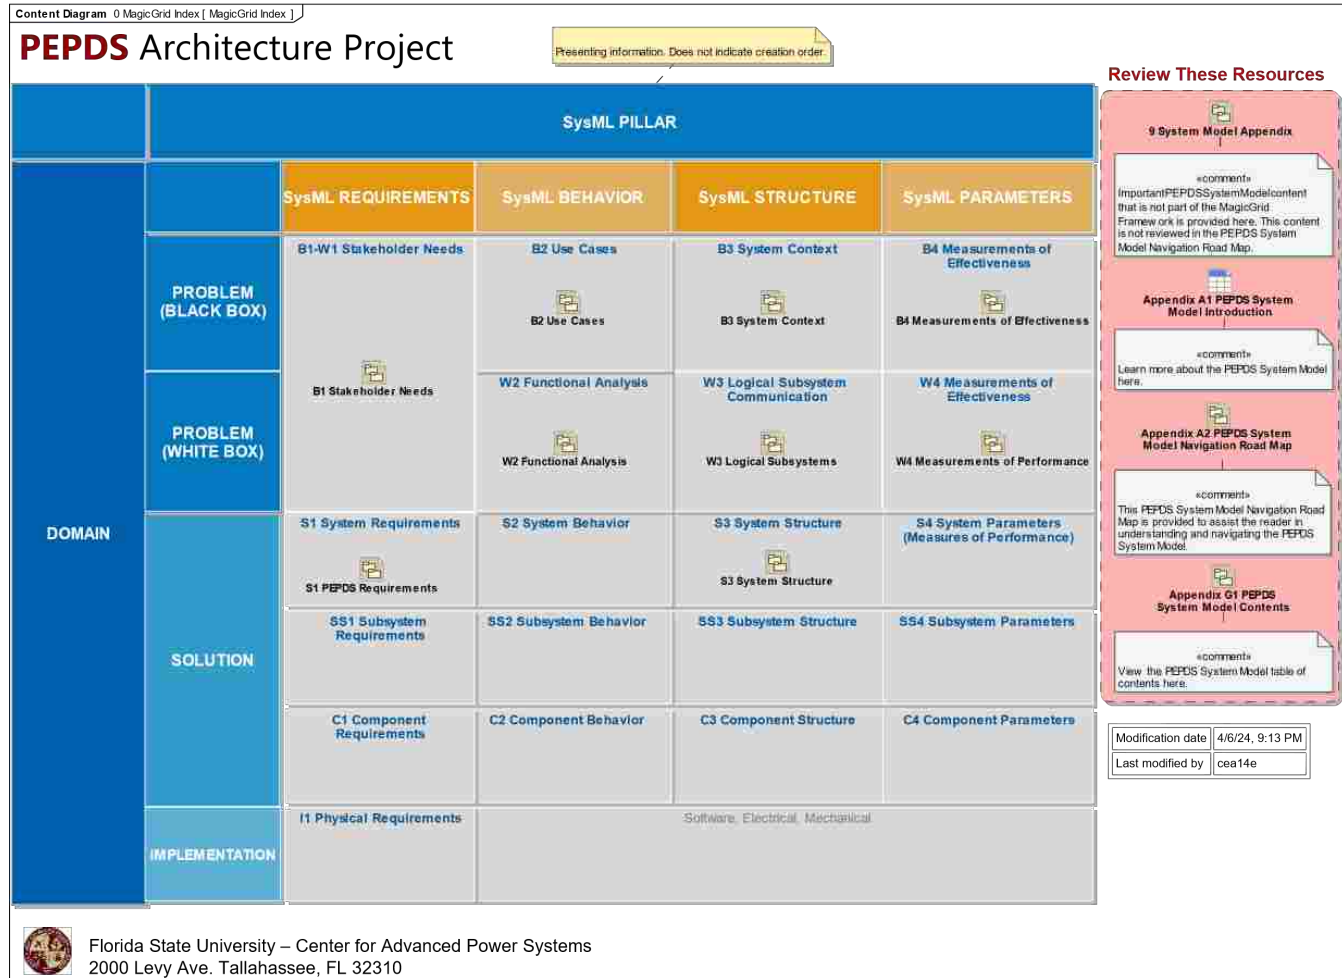 Content Diagram 0 MagicGrid Index [ MagicGrid Index ]
PEPDS Architecture Project
Presenting information. Does not indicate creation order.
SysML PILLAR
SysML REQUIREMENTS
SysML BEHAVIOR
SysML STRUCTURE
SysML PARAMETERS
DOMAIN
PROBLEM
(BLACK BOX)
B1-W1 Stakeholder Needs
B1 Stakeholder Needs
B2 Use Cases
B2 Use Cases
B3 System Context
B3 System Context
B4 Measurements of
Effectiveness
B4 Measurements of Effectiveness
PROBLEM
(WHITE BOX)
W2 Functional Analysis
W2 Functional Analysis
W3 Logical Subsystem
Communication
W3 Logical Subsystems
W4 Measurements of
Effectiveness
W4 Measurements of Performance
SOLUTION
S1 System Requirements
S1 PEPDS Requirements
S2 System Behavior
S3 System Structure
S3 System Structure
S4 System Parameters
(Measures of Performance)
SS1 Subsystem
Requirements
SS2 Subsystem Behavior
SS3 Subsystem Structure
SS4 Subsystem Parameters
C1 Component
Requirements
C2 Component Behavior
C3 Component Structure
C4 Component Parameters
IMPLEMENTATION
I1 Physical Requirements
Software, Electrical, Mechanical
Review These Resources
9 System Model Appendix
«comment»
ImportantPEPDSSystemModelcontent
that is not part of the MagicGrid
Framew ork is provided here. This content
is not reviewed in the PEPDS System
Model Navigation Road Map.
Appendix A1 PEPDS System
Model Introduction
«comment»
Learn more about the PEPDS System Model
here.
Appendix A2 PEPDS System
Model Navigation Road Map
«comment»
This PEPDS System Model Navigation Road
Map is provided to assist the reader in
understanding and navigating the PEPDS
System Model.
Appendix G1 PEPDS
System Model Contents
«comment»
View the PEPDS System Model table of
contents here.
Modification date 4/6/24, 9:13 PM
Last modified by cea14e
Florida State University – Center for Advanced Power Systems
2000 Levy Ave. Tallahassee, FL 32310